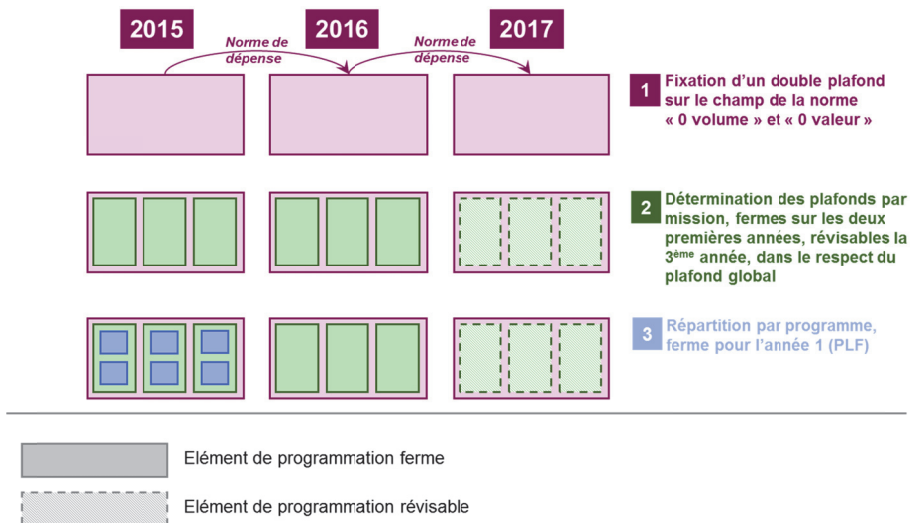 2015
2016
2017
Norme de
dépense
Norme de
dépense
1
Fixation d'un double plafond
sur le champ de la norme
« 0 volume » et « 0 valeur »
2
Détermination des plafonds par
mission, fermes sur les deux
premières années, révisables la
3ème année, dans le respect du
plafond global
3
Répartition par programme,
ferme pour l'année 1 (PLF)
Elément de programmation ferme
Elément de programmation révisable